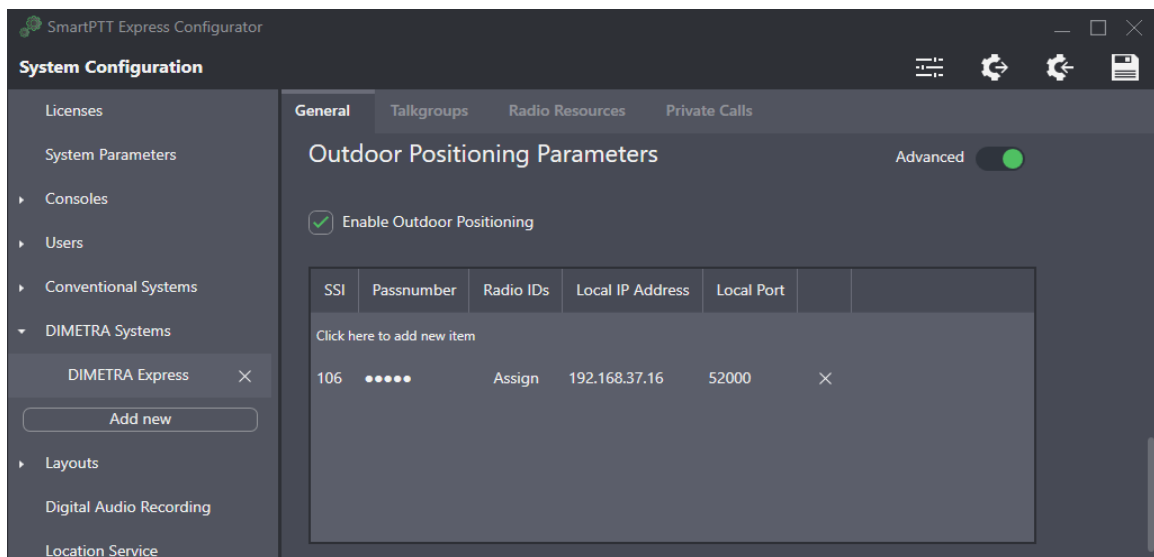 SmartPTT Express Configurator
System Configuration
Licenses
System Parameters
Consoles
Users
Conventional Systems
DIMETRA Systems
DIMETRA Express
Add new
Layouts
Digital Audio Recording
Location Service
General Talkgroups Radio Resources Private Calls
Outdoor Positioning Parameters
Advanced
Enable Outdoor Positioning
SSI Passnumber Radio IDs Local IP Address Local Port
Click here to add new item
106 ●●●●● Assign 192.168.37.16 52000